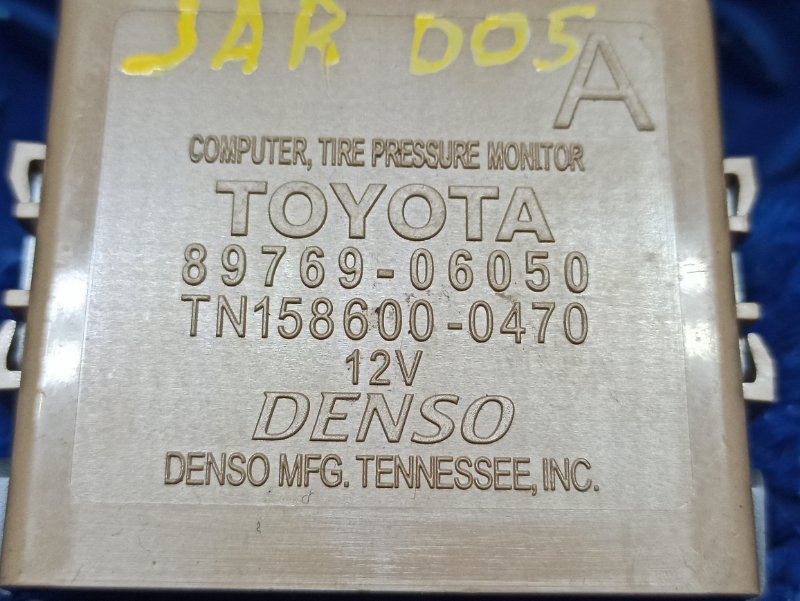 JAR D05
A
COMPUTER, TIRE PRESSURE MONITOR
TOYOTA
89769-06050
TN158600-0470
12V
DENSO
DENSO MFG. TENNESSEE, INC.